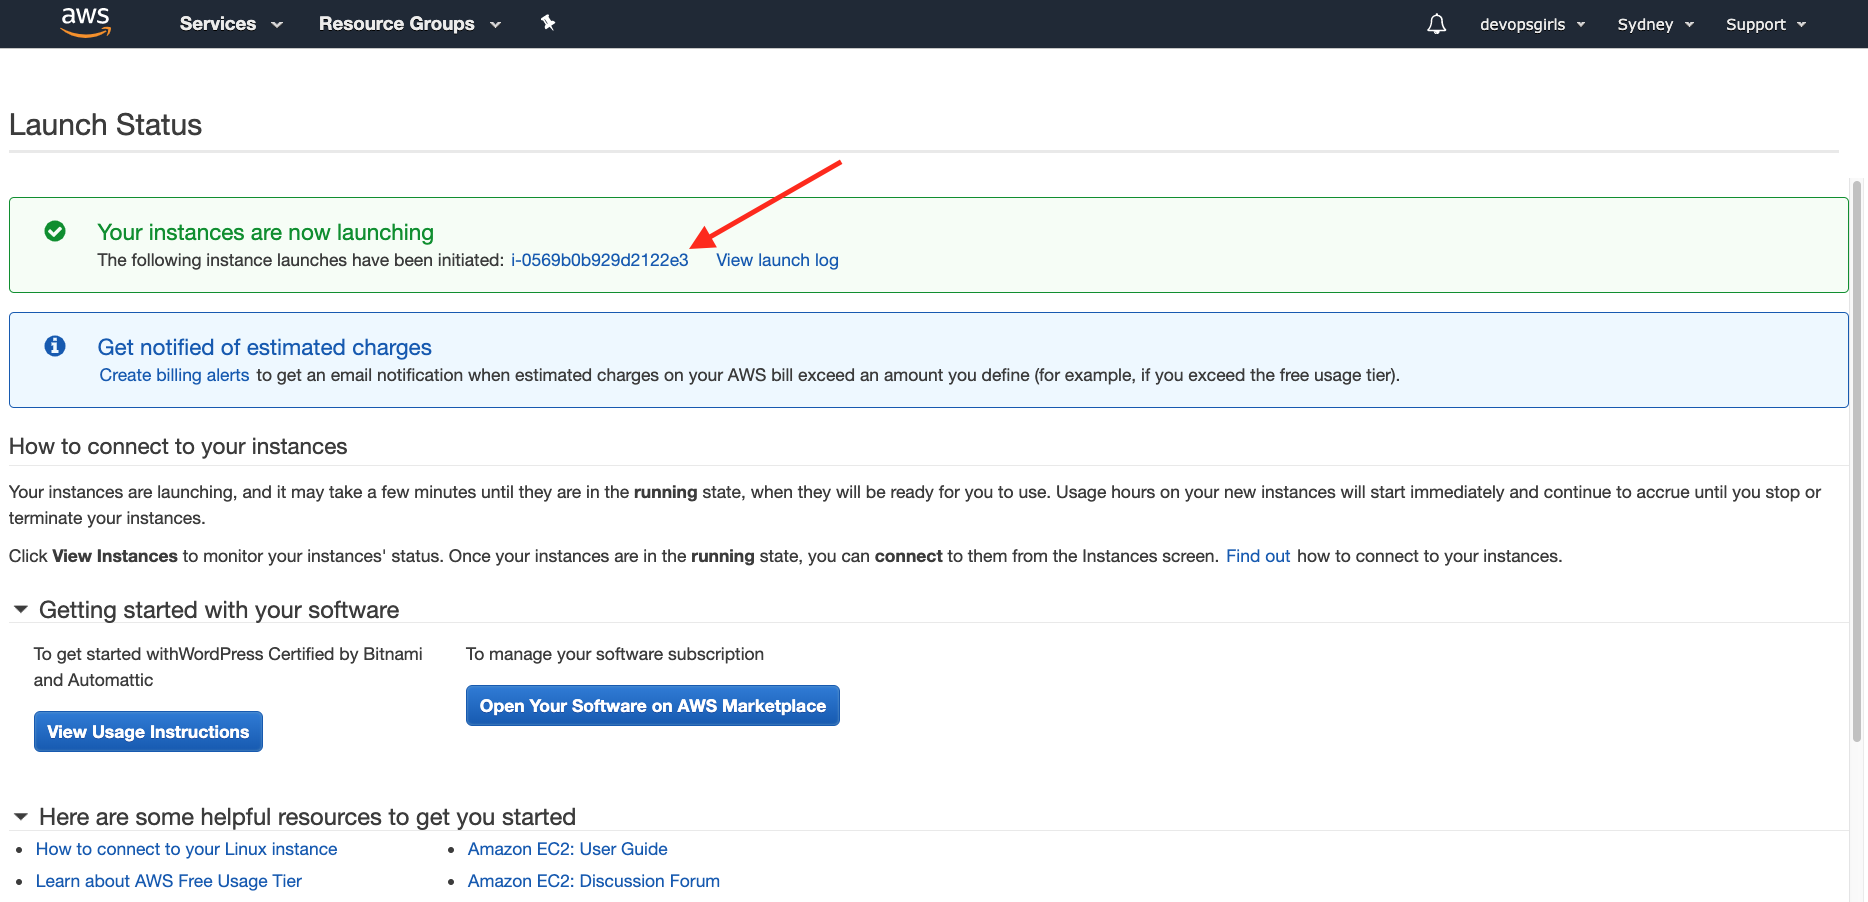 aws Services Resource Groups devopsgirls Sydney Support
Launch Status
Your instances are now launching
The following instance launches have been initiated: i-0569b0b929d2122e3 View launch log
Get notified of estimated charges
Create billing alerts to get an email notification when estimated charges on your AWS bill exceed an amount you define (for example, if you exceed the free usage tier).
How to connect to your instances
Your instances are launching, and it may take a few minutes until they are in the running state, when they will be ready for you to use. Usage hours on your new instances will start immediately and continue to accrue until you stop or
terminate your instances.
Click View Instances to monitor your instances' status. Once your instances are in the running state, you can connect to them from the Instances screen. Find out how to connect to your instances.
Getting started with your software
To get started withWordPress Certified by Bitnami
and Automattic
View Usage Instructions
To manage your software subscription
Open Your Software on AWS Marketplace
Here are some helpful resources to get you started
How to connect to your Linux instance
Learn about AWS Free Usage Tier
Amazon EC2: User Guide
Amazon EC2: Discussion Forum